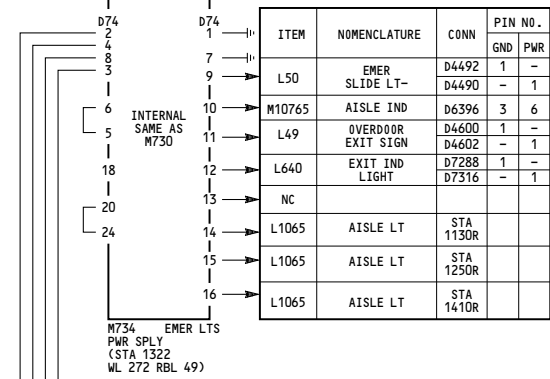 D74 D74
2 1
4
8 7
3 9
6 10
INTERNAL
SAME AS
M730
5 11
18 12
20 13
24 14
15
16
M734 EMER LTS
PWR SPLY
(STA 1322
WL 272 RBL 49)
ITEM NOMENCLATURE CONN PIN NO.
GND PWR
L50 EMER SLIDE LT- D4492 1 -
D4490 - 1
M10765 AISLE IND D6396 3 6
L49 OVERDOOR EXIT SIGN D4600 1 -
D4602 - 1
L640 EXIT IND LIGHT D7288 1 -
D7316 - 1
NC
L1065 AISLE LT STA 1130R
L1065 AISLE LT STA 1250R
L1065 AISLE LT STA 1410R